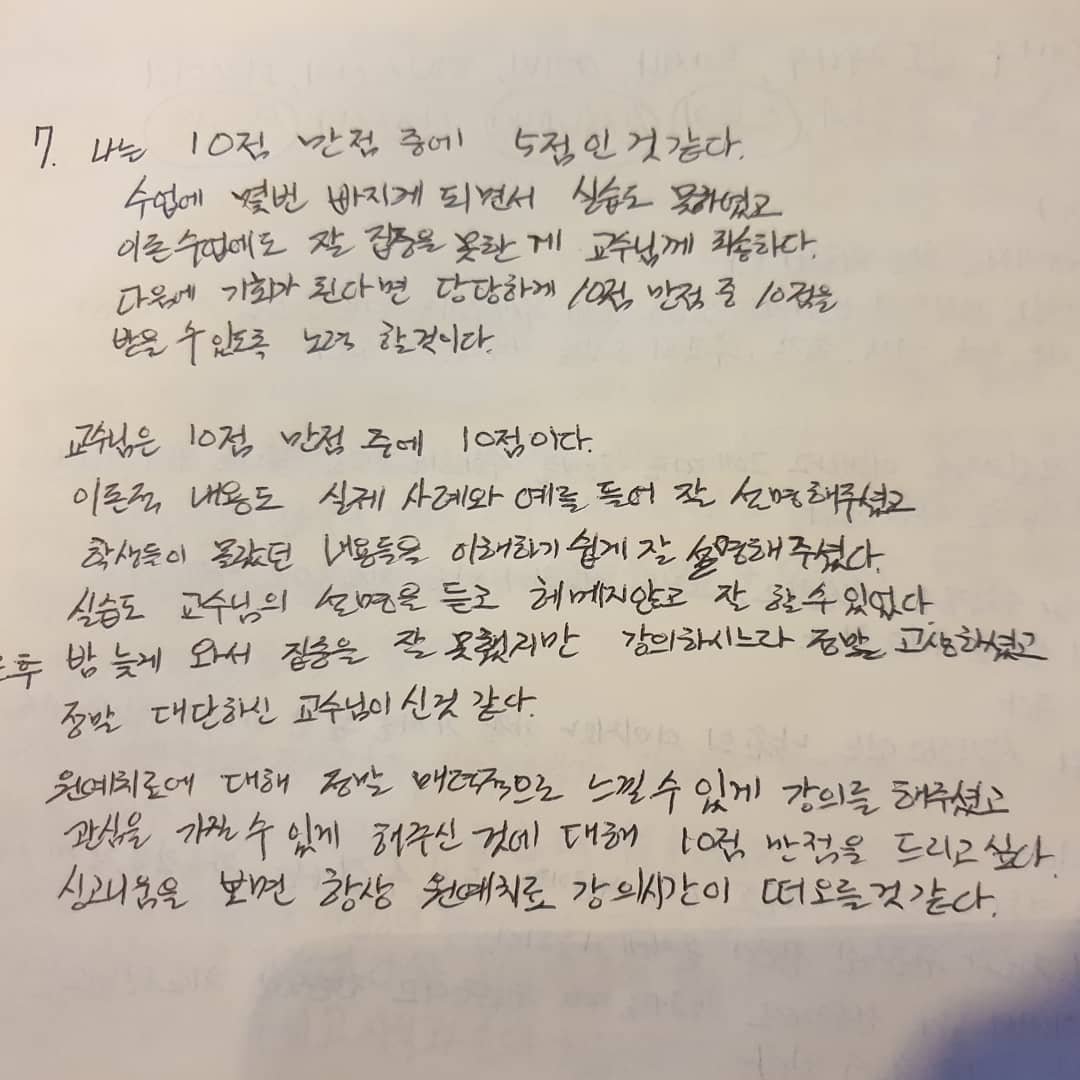 7. 나는 10점 만점 중에 5점인 것 같다.
수업에 몇번 빠지게 되면서 실습도 못하였고
이론수업에도 잘 집중을 못한 게 교수님께 죄송하다.
다음에 기회가 된다면 당당하게 10점 만점 중 10점을
받을 수 있도록 노력 할것이다.
교수님은 10점 만점 중에 10점이다.
이론적 내용도 실제 사례와 예를 들어 잘 설명해주셨고
학생들이 몰랐던 내용들을 이해하기 쉽게 잘 설명해 주셨다.
실습도 교수님의 설명을 듣고 헤메지않고 잘 할 수 있었다.
밤 늦게 와서 집중을 잘 못했지만 강의하시느라 정말 고생하셨고
정말 대단하신 교수님이신것 같다.
원예치료에 대해 정말 매력적으로 느낄 수 있게 강의를 해주셨고
관심을 가질 수 있게 해주신 것에 대해 10점 만점을 드리고 싶다.
싱고니움을 보면 항상 원예치료 강의시간이 떠오를것 같다.